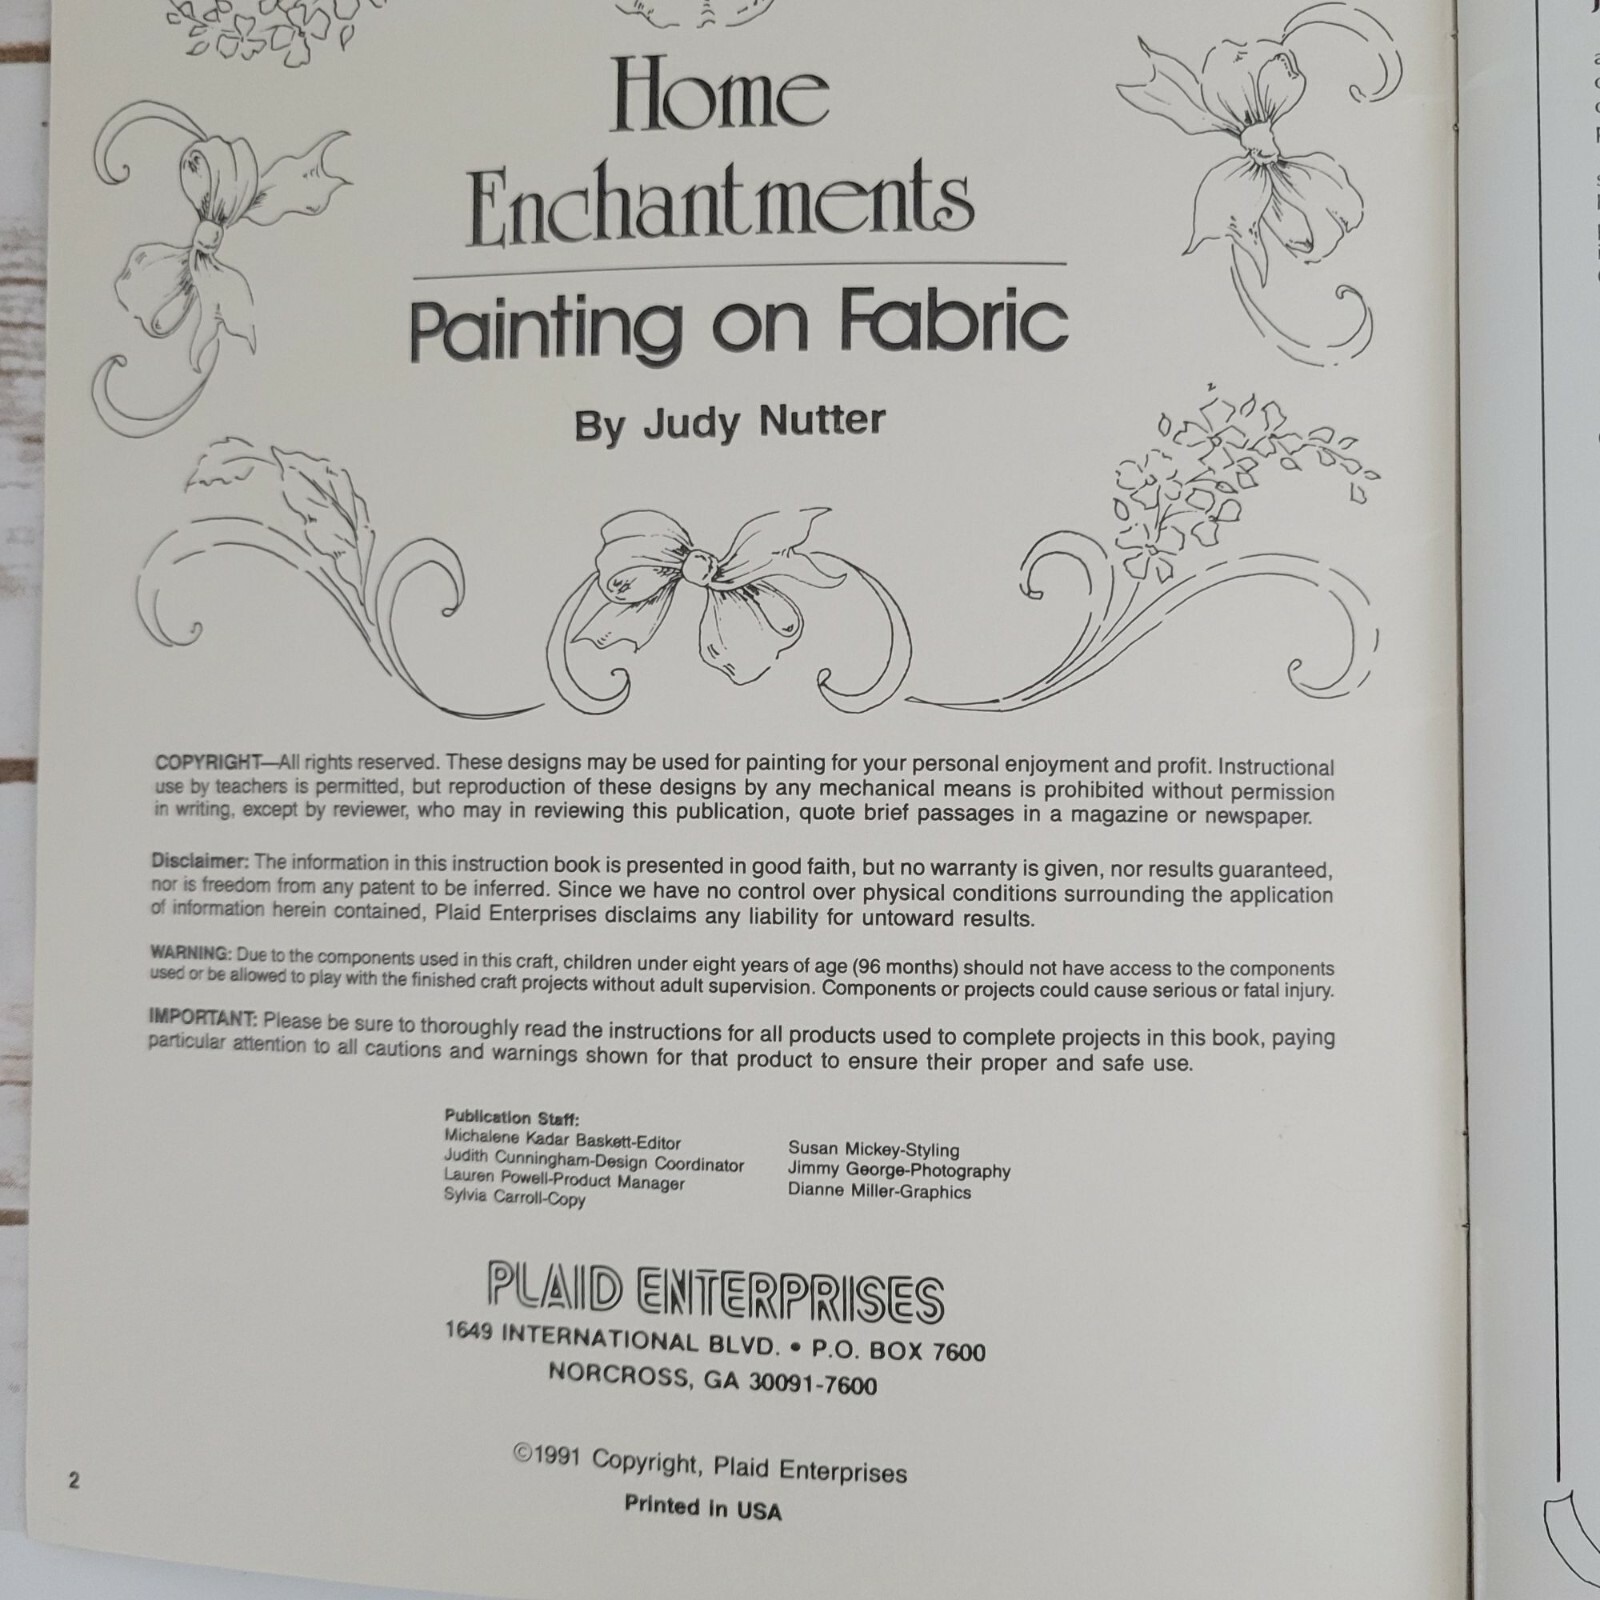 Home
Enchantments
Painting on Fabric
By Judy Nutter
COPYRIGHT—All rights reserved. These designs may be used for painting for your personal enjoyment and profit. Instructional
use by teachers is permitted, but reproduction of these designs by any mechanical means is prohibited without permission
in writing, except by reviewer, who may in reviewing this publication, quote brief passages in a magazine or newspaper.
Disclaimer: The information in this instruction book is presented in good faith, but no warranty is given, nor results guaranteed,
nor is freedom from any patent to be inferred. Since we have no control over physical conditions surrounding the application
of information herein contained, Plaid Enterprises disclaims any liability for untoward results.
WARNING: Due to the components used in this craft, children under eight years of age (96 months) should not have access to the components
used or be allowed to play with the finished craft projects without adult supervision. Components or projects could cause serious or fatal injury.
IMPORTANT: Please be sure to thoroughly read the instructions for all products used to complete projects in this book, paying
particular attention to all cautions and warnings shown for that product to ensure their proper and safe use.
Publication Staff:
Michalene Kadar Baskett-Editor
Judith Cunningham-Design Coordinator
Lauren Powell-Product Manager
Sylvia Carroll-Copy
Susan Mickey-Styling
Jimmy George-Photography
Dianne Miller-Graphics
PLAID ENTERPRISES
1649 INTERNATIONAL BLVD. • P.O. BOX 7600
NORCROSS, GA 30091-7600
©1991 Copyright, Plaid Enterprises
Printed in USA
2